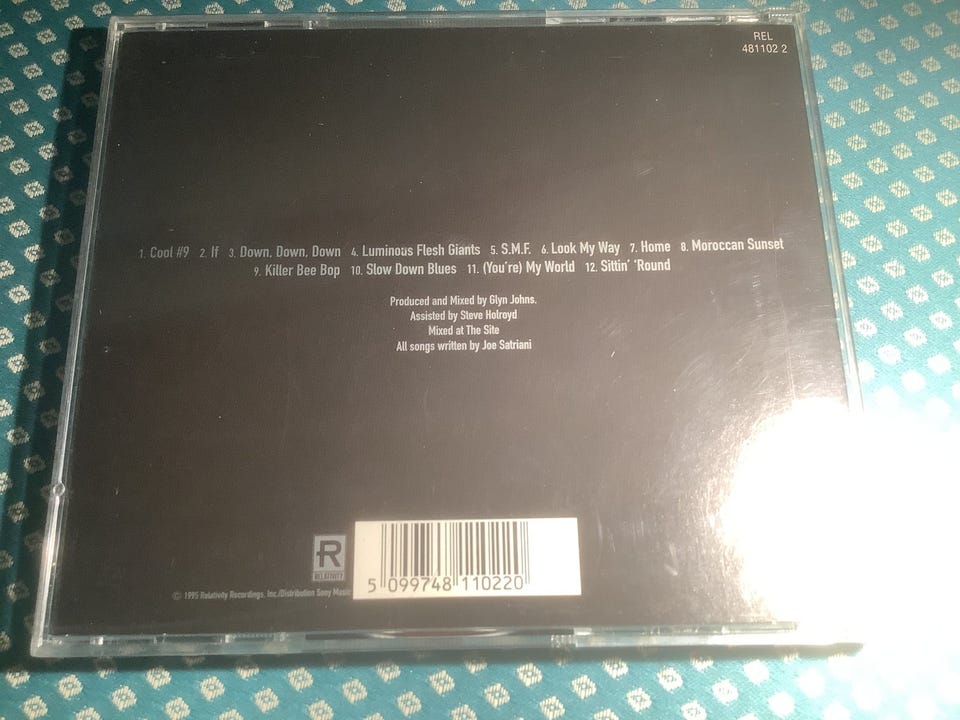 REL
481102 2
1. Cool #9 2. If 3. Down, Down, Down 4. Luminous Flesh Giants 5. S.M.F. 6. Look My Way 7. Home 8. Moroccan Sunset
9. Killer Bee Bop 10. Slow Down Blues 11. (You're) My World 12. Sittin' 'Round
Produced and Mixed by Glyn Johns.
Assisted by Steve Holroyd
Mixed at The Site
All songs written by Joe Satriani
R
RELATIVITY
5 099748 110220
© 1995 Relativity Recordings, Inc./Distribution Sony Music